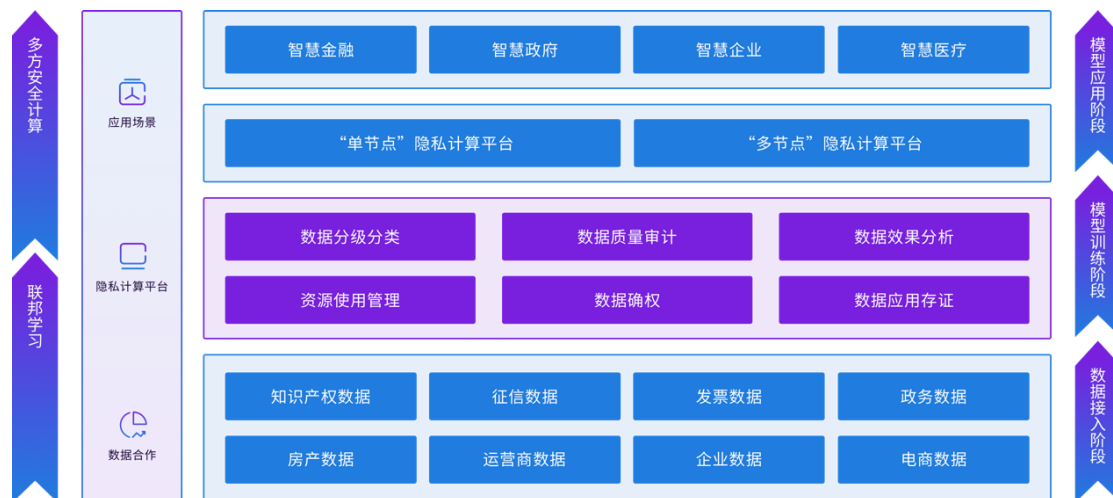 多方安全计算
联邦学习
应用场景
隐私计算平台
数据合作
智慧金融
智慧政府
智慧企业
智慧医疗
“单节点”隐私计算平台
“多节点”隐私计算平台
数据分级分类
数据质量审计
数据效果分析
资源使用管理
数据确权
数据应用存证
知识产权数据
征信数据
发票数据
政务数据
房产数据
运营商数据
企业数据
电商数据
模型应用阶段
模型训练阶段
数据接入阶段